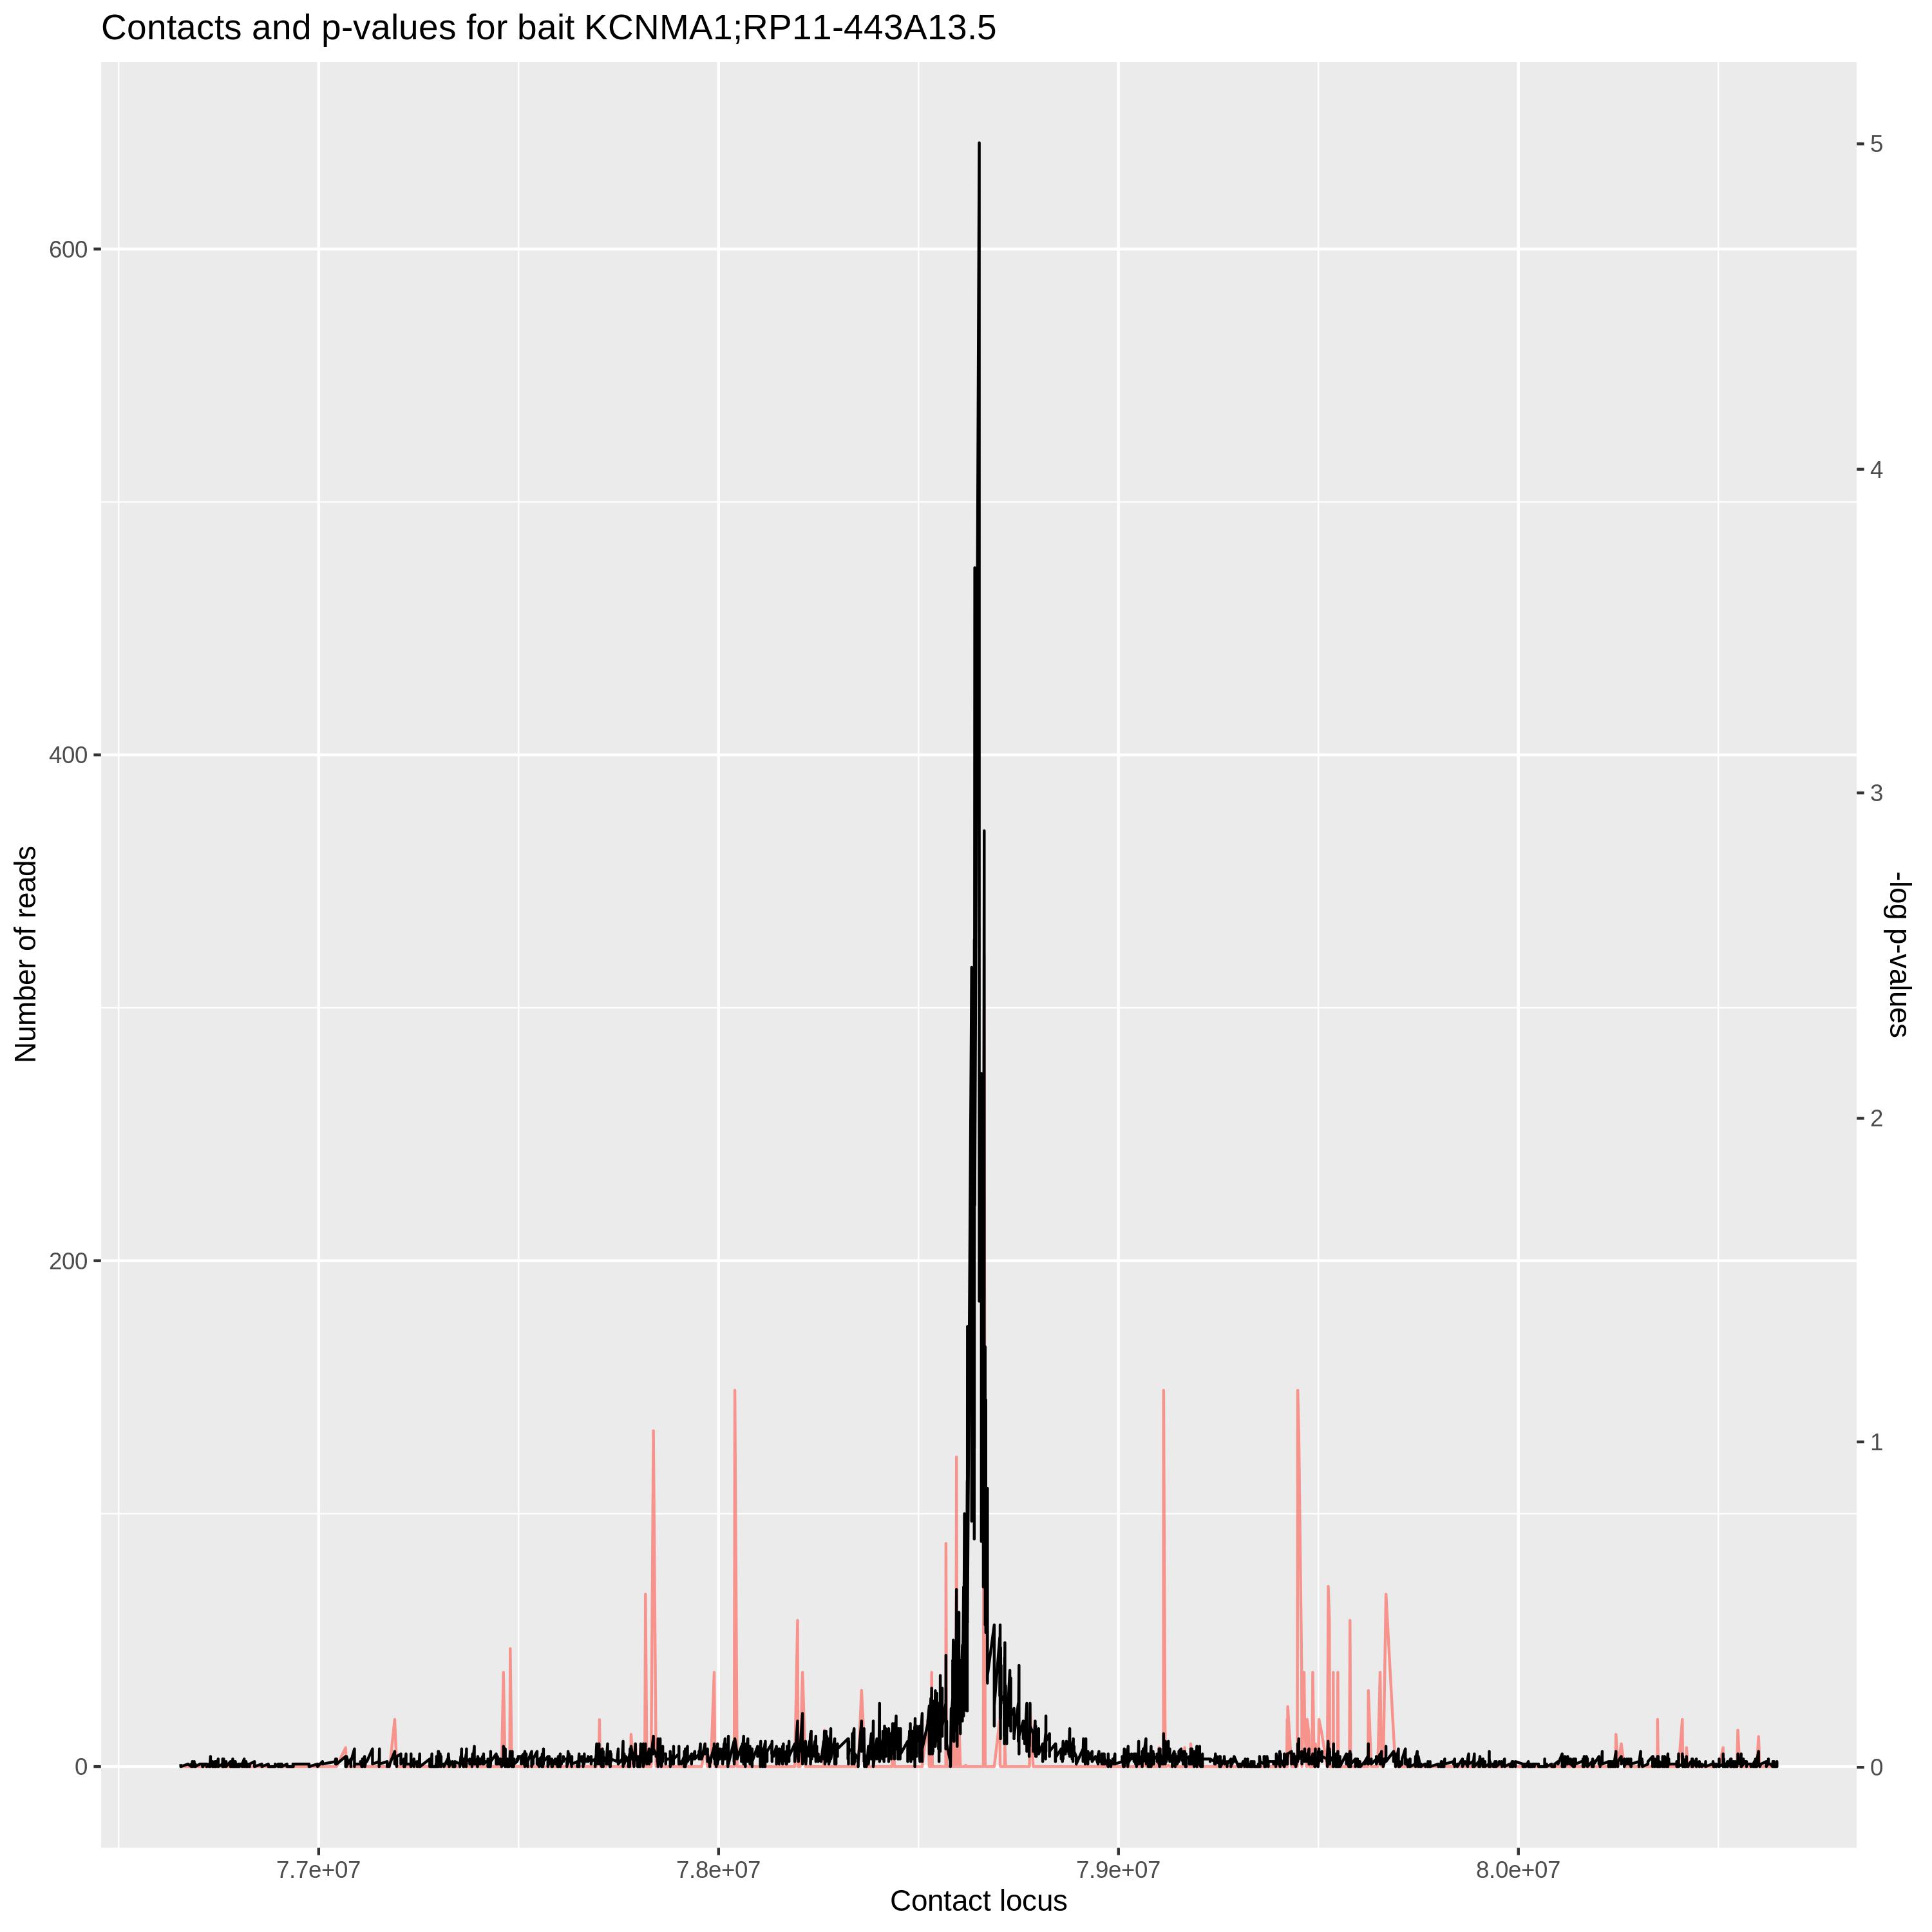 Contacts and p-values for bait KCNMA1;RP11-443A13.5
600
400
200
0
Number of reads
5
4
3
2
1
0
-log p-values
7.7e+07
7.8e+07
7.9e+07
8.0e+07
Contact locus